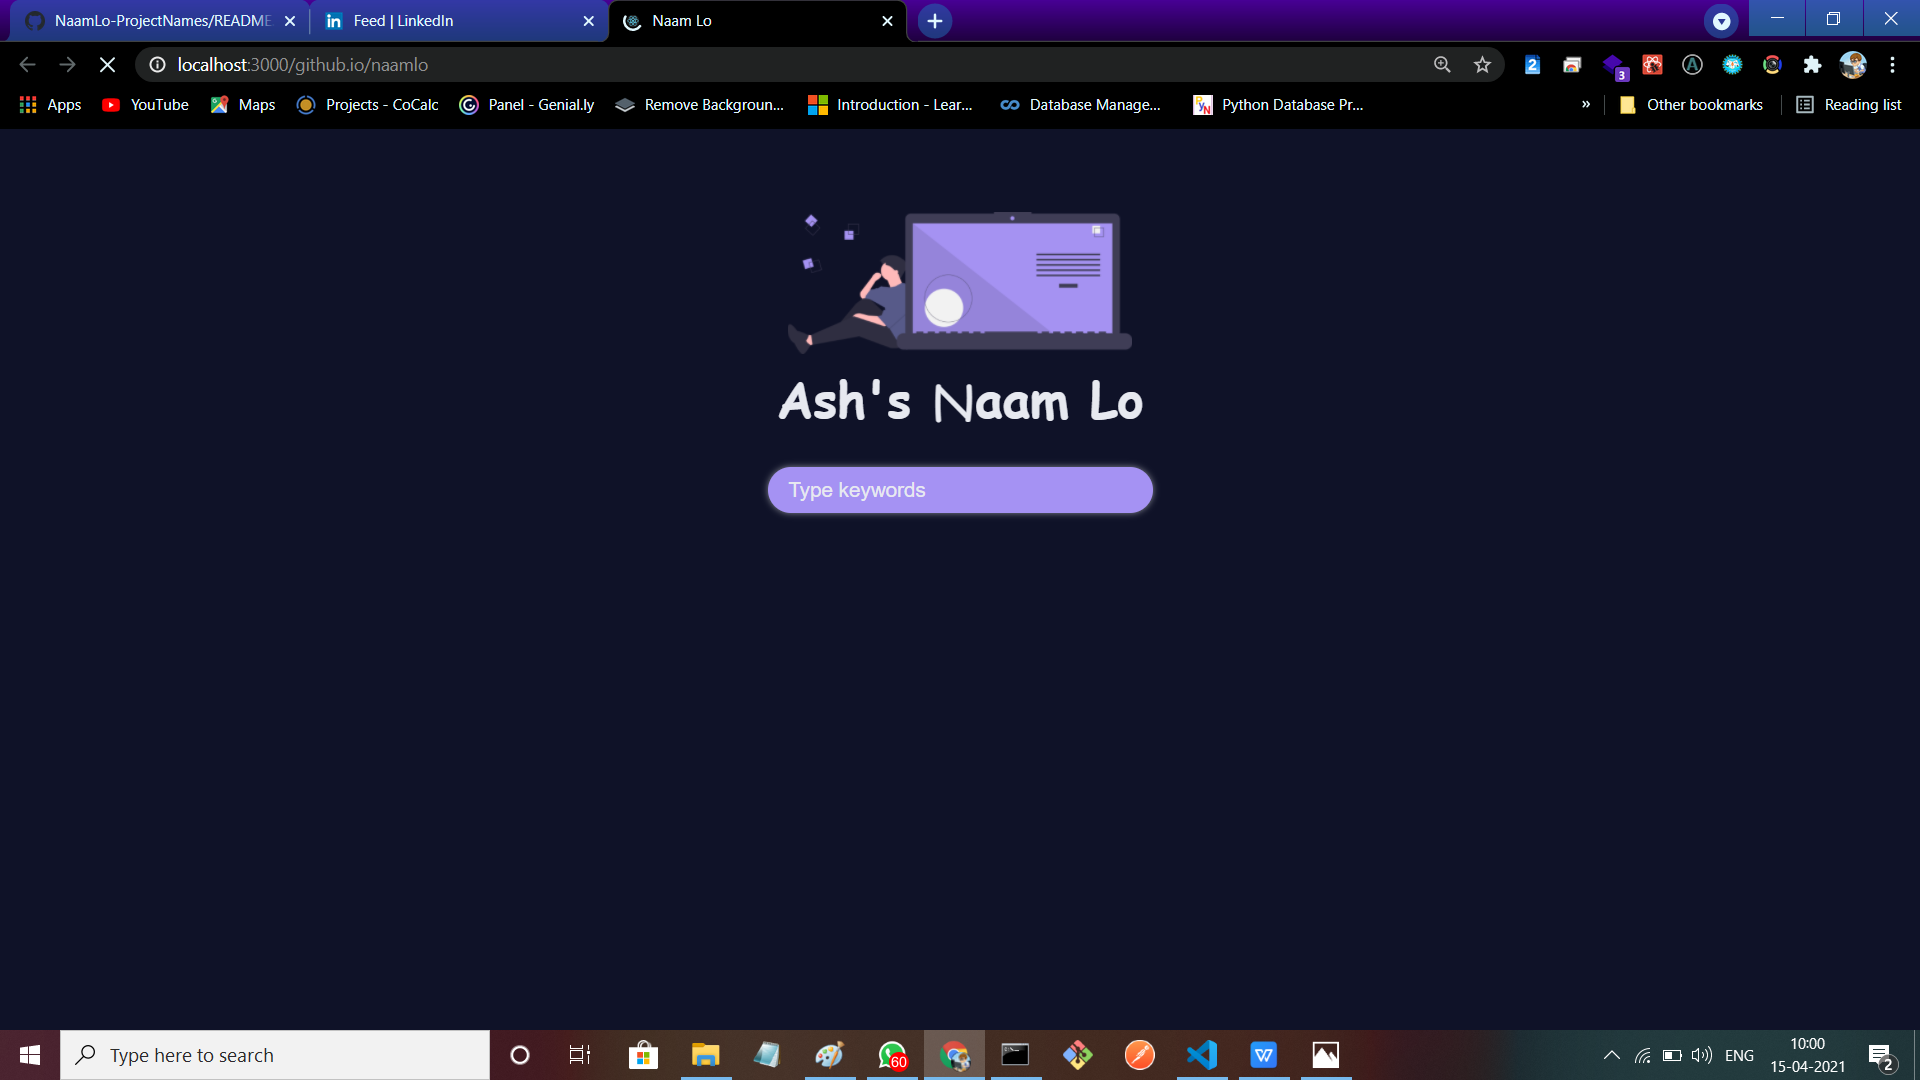 NaamLo-ProjectNames/README
Feed | LinkedIn
Naam Lo
localhost:3000/github.io/naamlo
2
3
Apps
YouTube
Maps
Projects - CoCalc
Panel - Genial.ly
Remove Backgroun...
Introduction - Lear...
Database Manage...
Python Database Pr...
»
Other bookmarks
Reading list
Ash's Naam Lo
Type keywords
Type here to search
60
ENG
10:00
15-04-2021
2